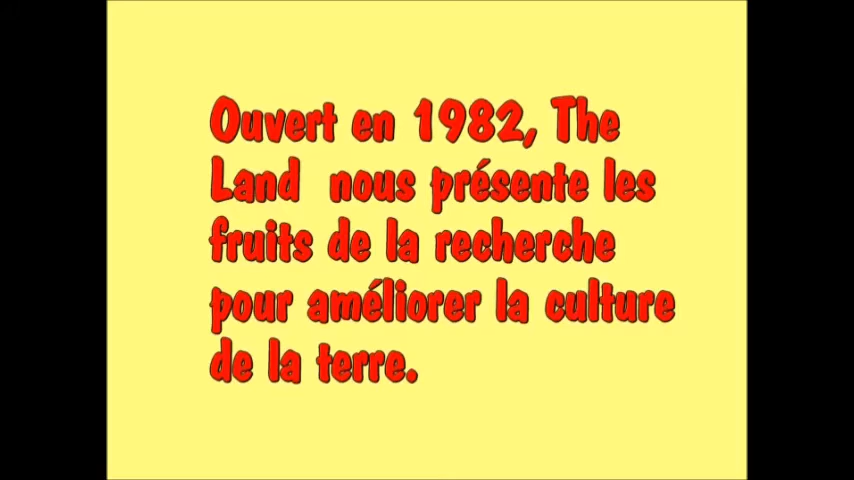 Ouvert en 1982, The
Land nous présente les
fruits de la recherche
pour améliorer la culture
de la terre.